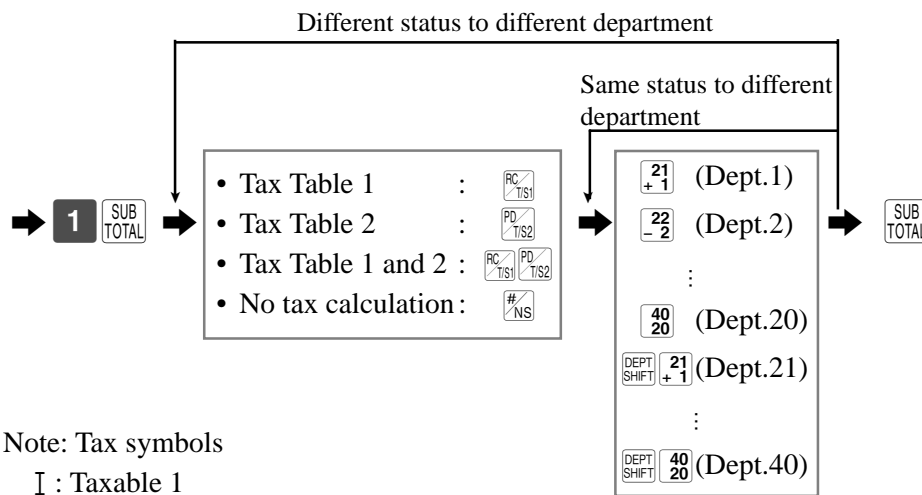 Different status to different department
Same status to different
department
1 SUB TOTAL
• Tax Table 1 : RC/T/S1
• Tax Table 2 : PD/T/S2
• Tax Table 1 and 2 : RC/T/S1 PD/T/S2
• No tax calculation : #/NS
21 + 1 (Dept.1)
22 − 2 (Dept.2)
⋮
40 20 (Dept.20)
DEPT SHIFT 21 + 1 (Dept.21)
⋮
DEPT SHIFT 40 20 (Dept.40)
SUB TOTAL
Note: Tax symbols
I : Taxable 1